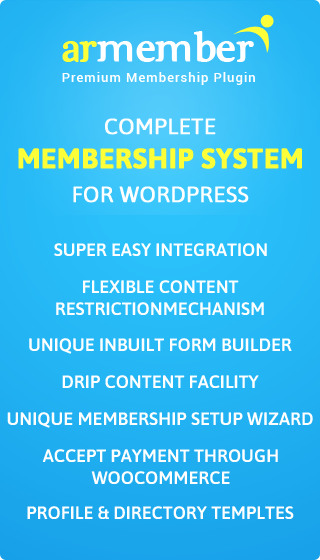 armember
Premium Membership Plugin
COMPLETE
MEMBERSHIP SYSTEM
FOR WORDPRESS
SUPER EASY INTEGRATION
FLEXIBLE CONTENT
RESTRICTIONMECHANISM
UNIQUE INBUILT FORM BUILDER
DRIP CONTENT FACILITY
UNIQUE MEMBERSHIP SETUP WIZARD
ACCEPT PAYMENT THROUGH
WOOCOMMERCE
PROFILE & DIRECTORY TEMPLTES